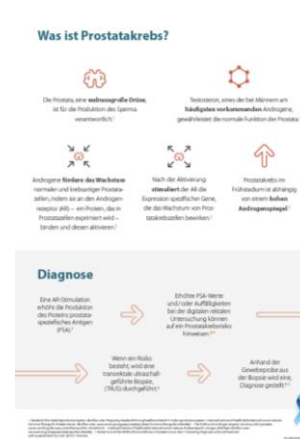 Was ist Prostatakrebs?
Die Prostata, eine walnussgroße Drüse,
ist für die Produktion des Sperma
verantwortlich.¹
Testosteron, eines der bei Männern am
häufigsten vorkommenden Androgene,
gewährleistet die normale Funktion der Prostata.
Androgene fördern das Wachstum
normaler und krebsartiger Prostata-
zellen, indem sie an den Androgen-
rezeptor (AR) – ein Protein, das in
Prostatazellen exprimiert wird –
binden und diesen aktivieren.
Nach der Aktivierung
stimuliert der AR die
Expression spezifischer Gene,
die das Wachstum von Pros-
tatakrebszellen bewirken.
Prostatakrebs im
Frühstadium ist abhängig
von einem hohen
Androgenspiegel
Diagnose
Eine AR-Stimulation
erhöht die Produktion
des Proteins prostata-
spezifisches Antigen
(PSA).
Erhöhte PSA-Werte
und/oder Auffälligkeiten
bei der digitalen rektalen
Untersuchung können
auf ein Prostatakrebsrisiko
hinweisen.
Wenn ein Risiko
besteht, wird eine
transrektale ultraschall-
geführte Biopsie,
(TRUS) durchgeführt.
Anhand der
Gewebeprobe aus
der Biopsie wird eine,
Diagnose gestellt.